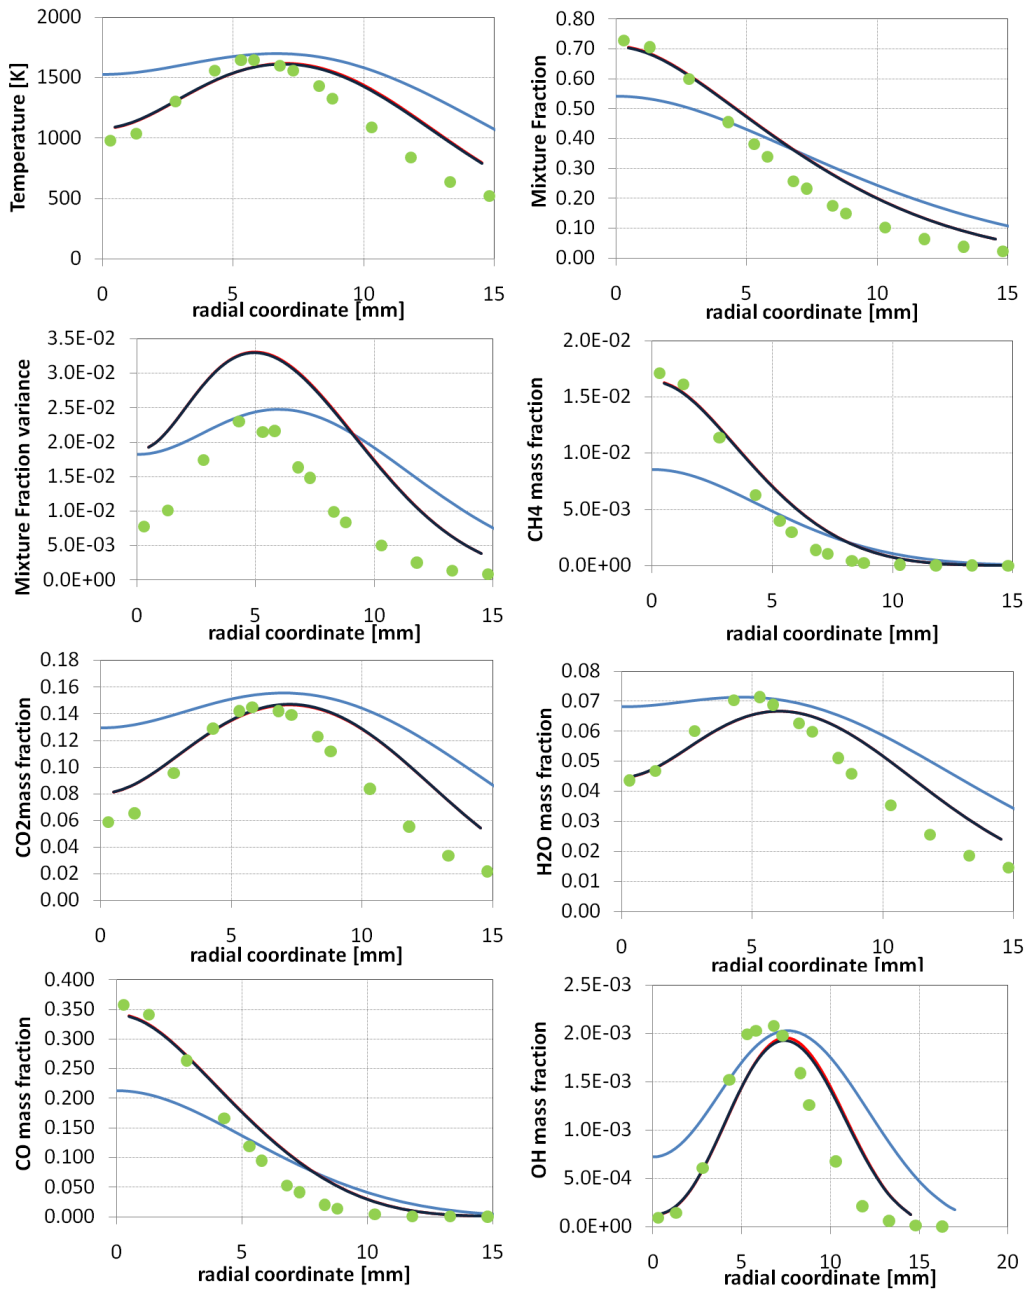 Temperature [K]
2000
1500
1000
500
0
0 5 10 15
radial coordinate [mm]
Mixture Fraction
0.80
0.70
0.60
0.50
0.40
0.30
0.20
0.10
0.00
0 5 10 15
radial coordinate [mm]
Mixture Fraction variance
3.5E-02
3.0E-02
2.5E-02
2.0E-02
1.5E-02
1.0E-02
5.0E-03
0.0E+00
0 5 10 15
radial coordinate [mm]
CH4 mass fraction
2.0E-02
1.5E-02
1.0E-02
5.0E-03
0.0E+00
0 5 10 15
radial coordinate [mm]
CO2mass fraction
0.18
0.16
0.14
0.12
0.10
0.08
0.06
0.04
0.02
0.00
0 5 10 15
radial coordinate [mm]
H2O mass fraction
0.08
0.07
0.06
0.05
0.04
0.03
0.02
0.01
0.00
0 5 10 15
radial coordinate [mm]
CO mass fraction
0.400
0.350
0.300
0.250
0.200
0.150
0.100
0.050
0.000
0 5 10 15
radial coordinate [mm]
OH mass fraction
2.5E-03
2.0E-03
1.5E-03
1.0E-03
5.0E-04
0.0E+00
0 5 10 15 20
radial coordinate [mm]